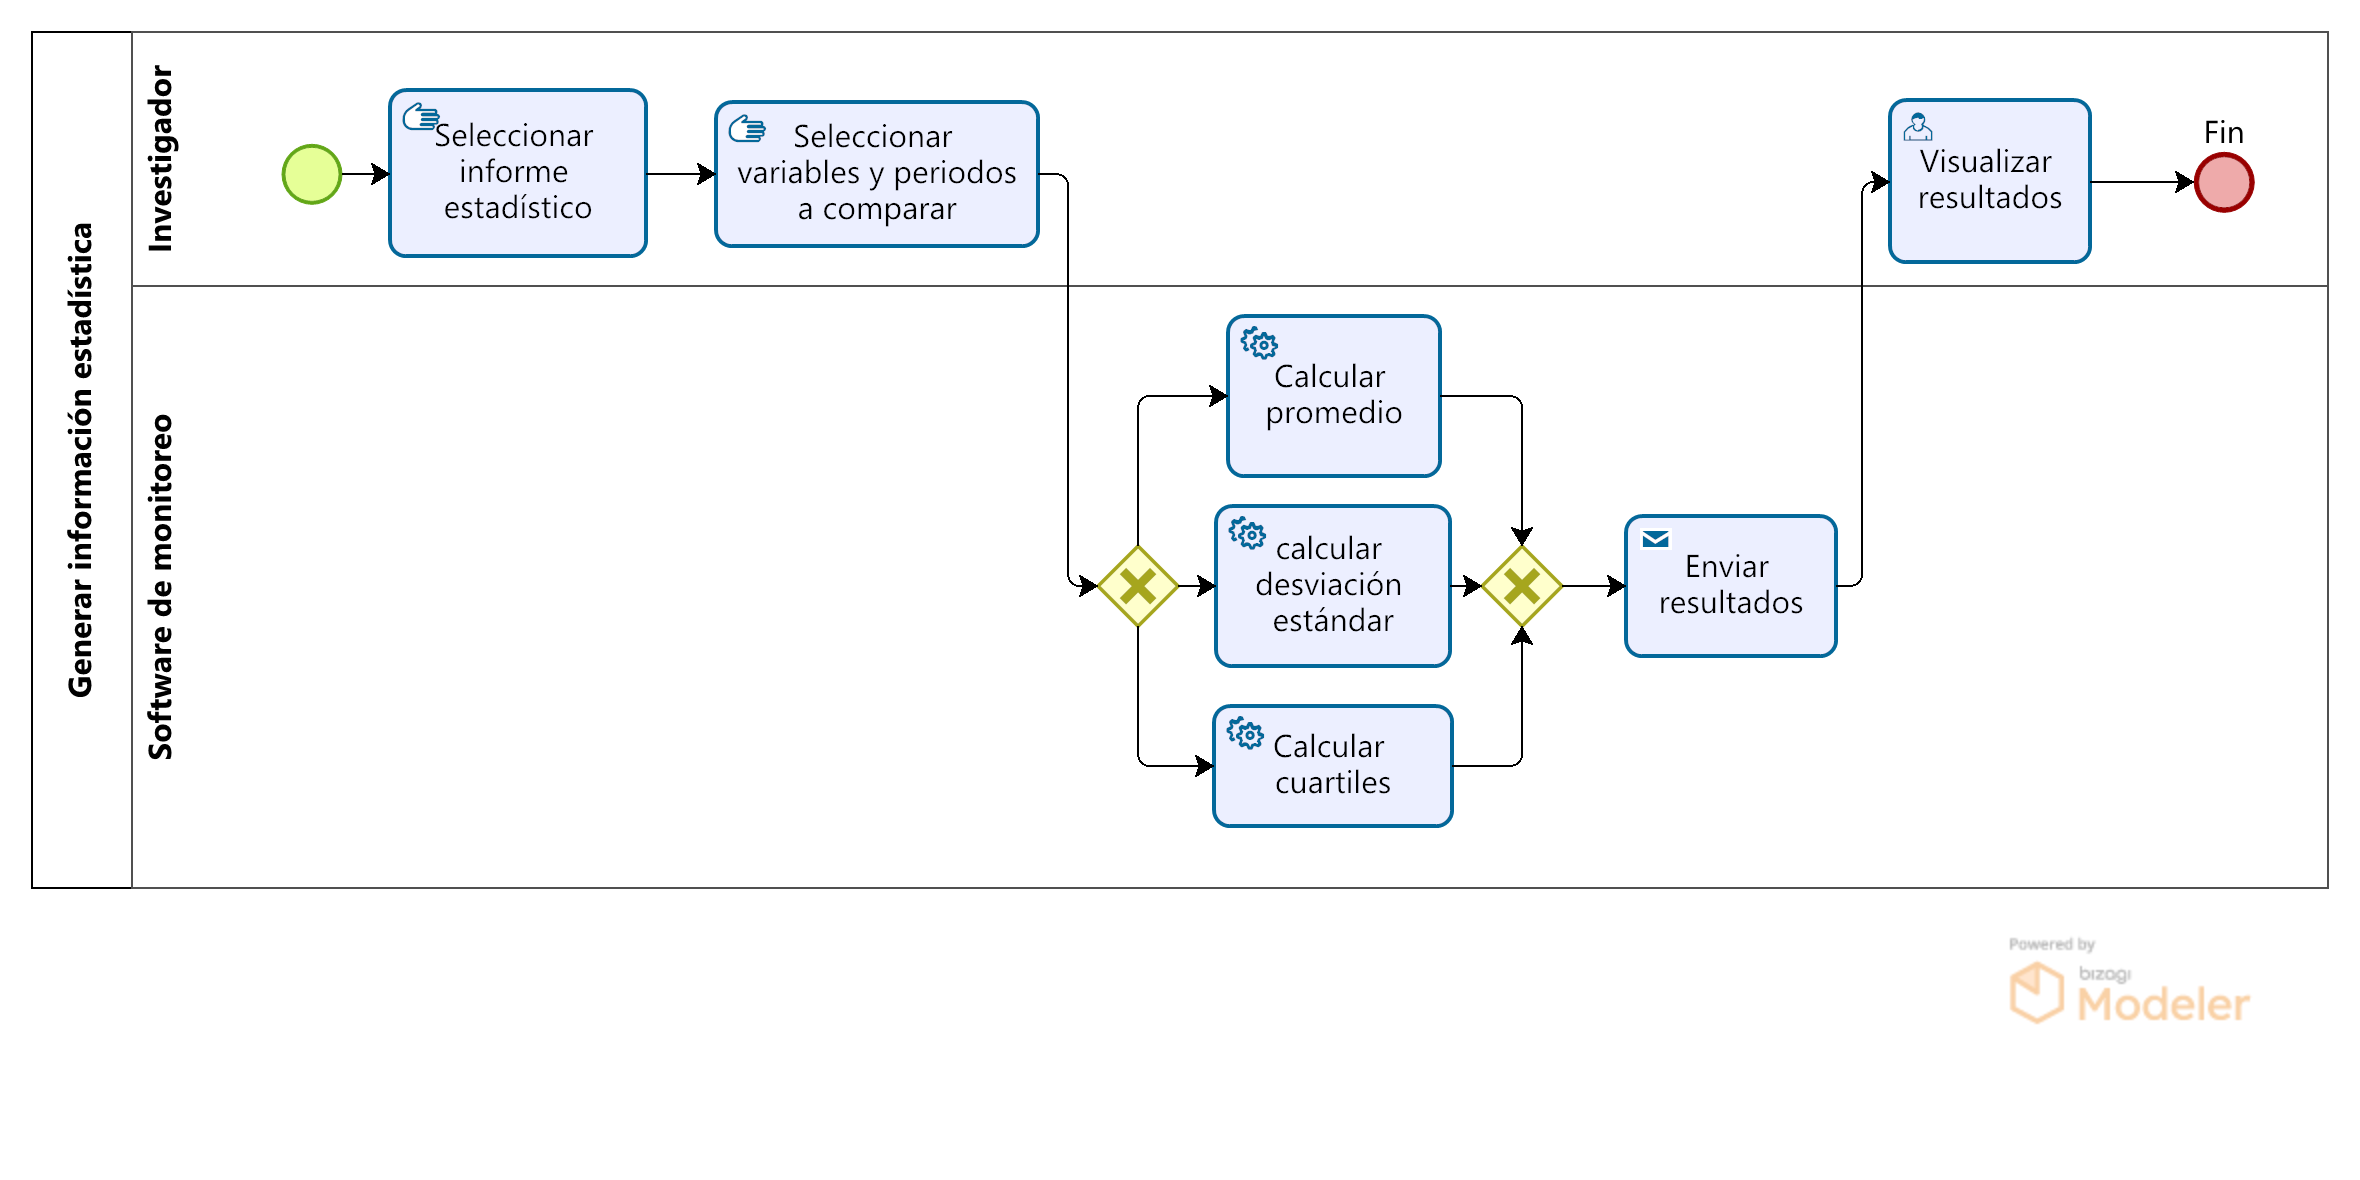 Generar información estadística
Investigador
Seleccionar
informe
estadístico
Seleccionar
variables y periodos
a comparar
Visualizar
resultados
Fin
Software de monitoreo
Calcular
promedio
calcular
desviación
estándar
Calcular
cuartiles
Enviar
resultados
Powered by
bizagi
Modeler